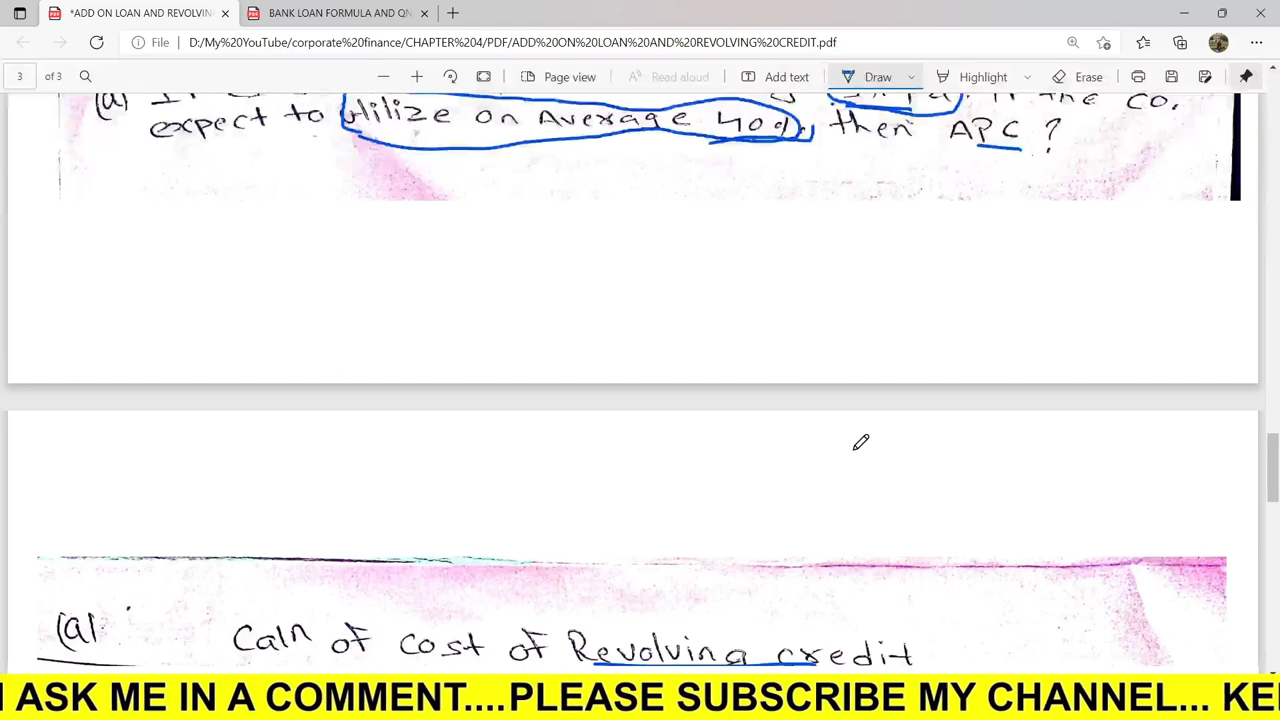 *ADD ON LOAN AND REVOLVIN
BANK LOAN FORMULA AND QN
File
D:/My%20YouTube/corporate%20finance/CHAPTER%204/PDF/ADD%20ON%20LOAN%20AND%20REVOLVING%20CREDIT.pdf
3 of 3
Page view
Read aloud
Add text
Draw
Highlight
Erase
(a) If the co.
expect to utilize on Average 40%, then APC ?
(a)
Caln of cost of Revolving credit
N ASK ME IN A COMMENT....PLEASE SUBSCRIBE MY CHANNEL... KE